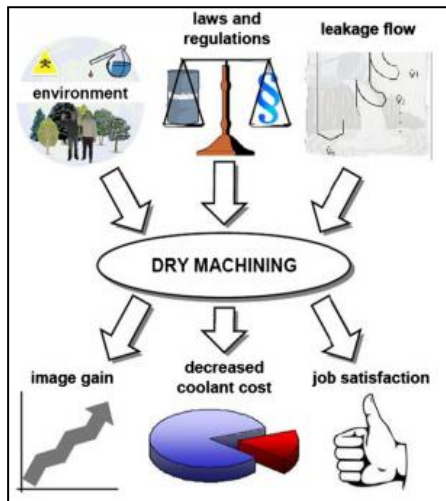 laws and
regulations
leakage flow
environment
§
DRY MACHINING
image gain
decreased
coolant cost
job satisfaction